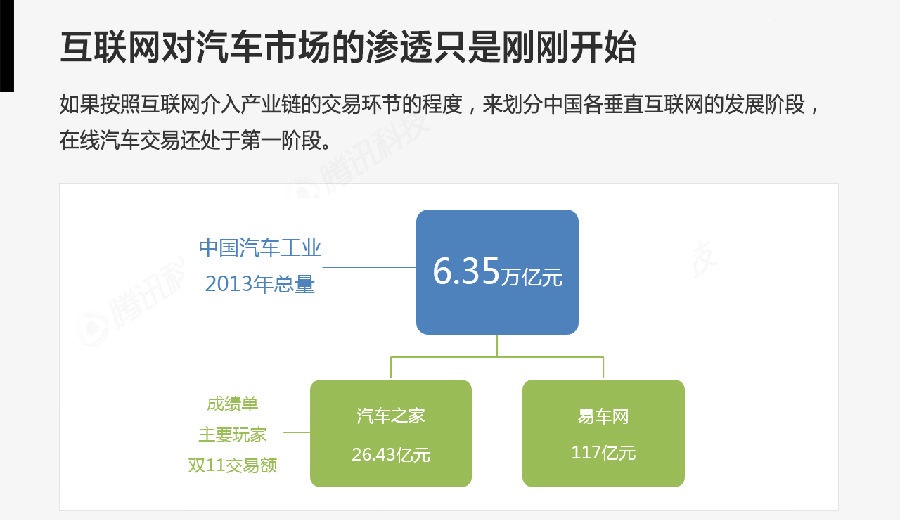 互联网对汽车市场的渗透只是刚刚开始
如果按照互联网介入产业链的交易环节的程度，来划分中国各垂直互联网的发展阶段，
在线汽车交易还处于第一阶段。
腾讯科技
中国汽车工业
2013年总量
6.35万亿元
腾讯科
成绩单
主要玩家
双11交易额
汽车之家
26.43亿元
易车网
117亿元